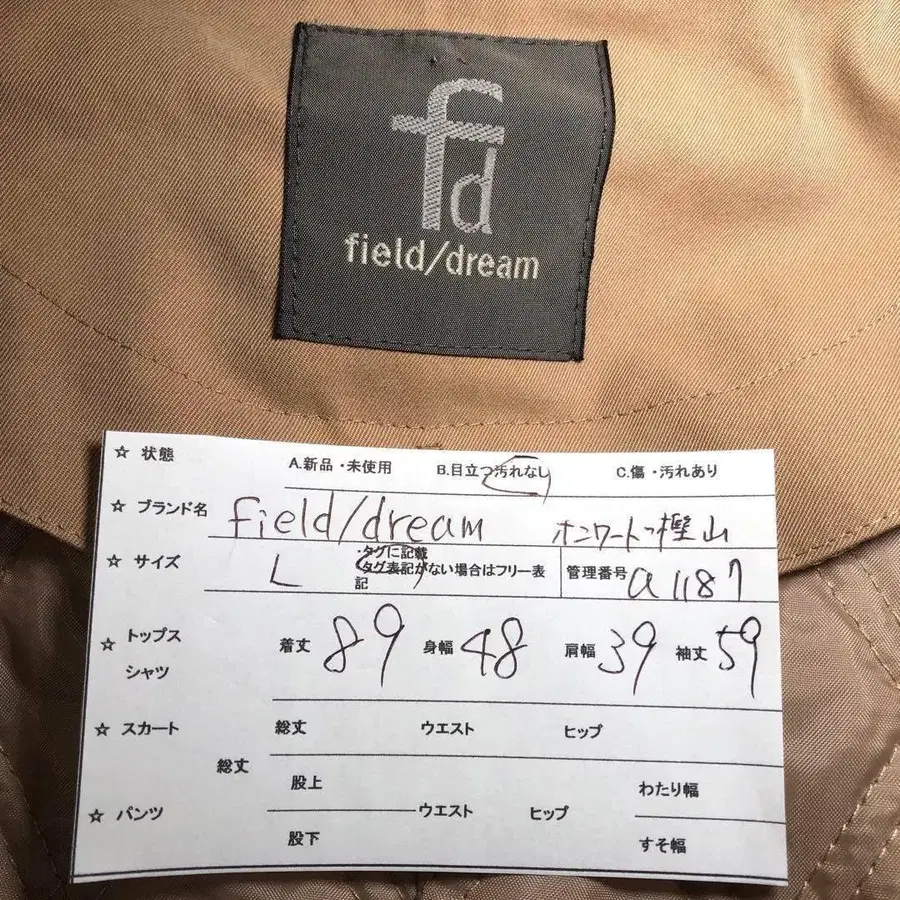 fd
field/dream
☆ 状態 A.新品・未使用 B.目立つ汚れなし C.傷・汚れあり
☆ ブランド名 field/dream オンワード樫山
☆ サイズ L ・タグに記載
・タグ表記がない場合はフリー表記
管理番号 a1187
☆ トップス
シャツ
着丈 89 身幅 48 肩幅 39 袖丈 59
☆ スカート 総丈 ウエスト ヒップ
☆ パンツ 総丈 股上 ウエスト ヒップ わたり幅
股下 すそ幅